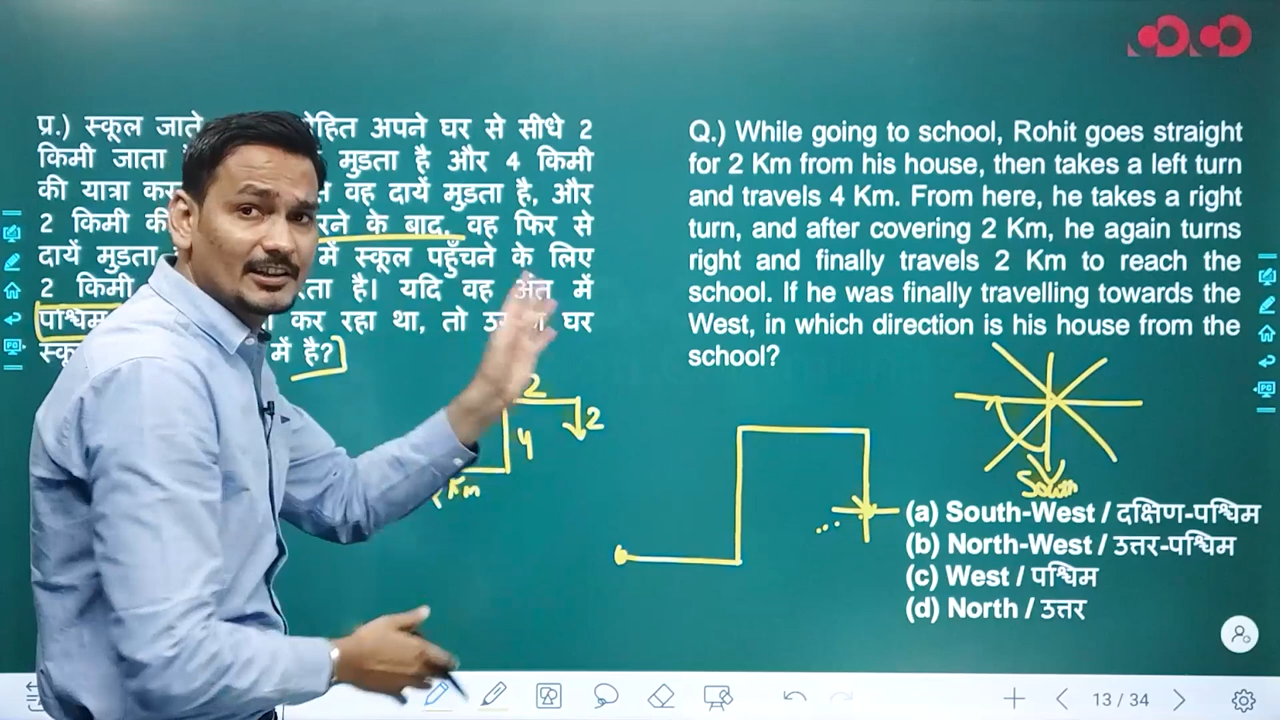 प्र.) स्कूल जाते अपने घर से सीधे 2
किमी जाता मुडता है और 4 किमी
की यात्रा वह दायें मुडता है, और
2 किमी की के बाद, वह फिर से
दायें मुडता में स्कूल पहुँचने के लिए
2 किमी है। यदि वह अंत में
पश्चिम कर रहा था, तो घर
में है?
Q.) While going to school, Rohit goes straight
for 2 Km from his house, then takes a left turn
and travels 4 Km. From here, he takes a right
turn, and after covering 2 Km, he again turns
right and finally travels 2 Km to reach the
school. If he was finally travelling towards the
West, in which direction is his house from the
school?
2
2
4
Km
South
(a) South-West / दक्षिण-पश्चिम
(b) North-West / उत्तर-पश्चिम
(c) West / पश्चिम
(d) North / उत्तर
13 / 34